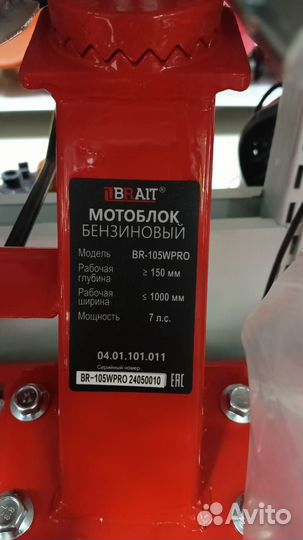 BRAIT
МОТОБЛОК
БЕНЗИНОВЫЙ
Модель BR-105WPRO
Рабочая глубина ≥ 150 мм
Рабочая ширина ≤ 1000 мм
Мощность 7 л.с.
04.01.101.011
Серийный номер
BR-105WPRO 24050010 EAC
Avito